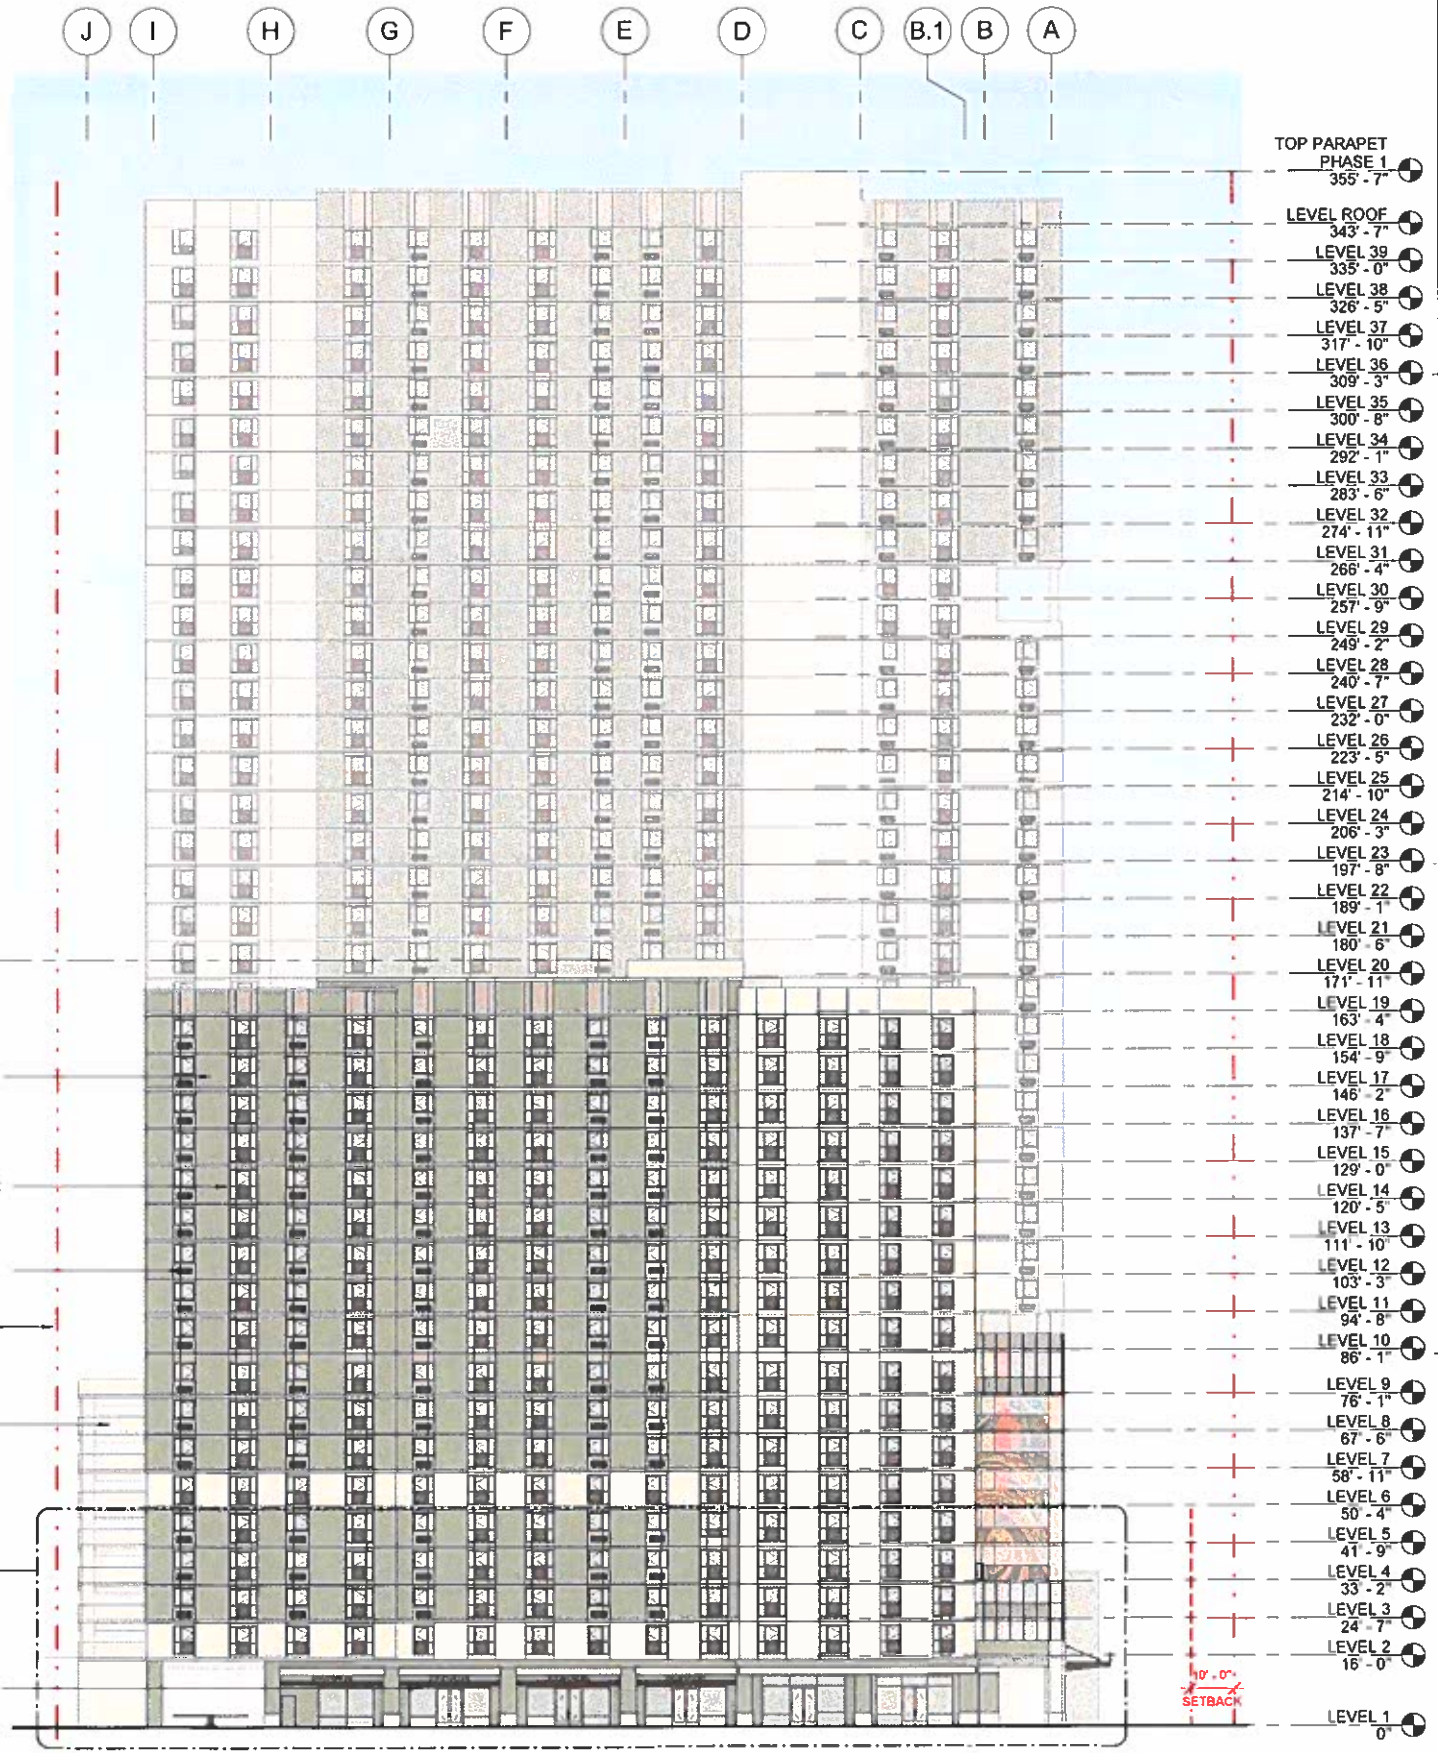 J I H G F E D C B.1 B A
TOP PARAPET
PHASE 1
355' - 7"
LEVEL ROOF
343' - 7"
LEVEL 39
335' - 0"
LEVEL 38
326' - 5"
LEVEL 37
317' - 10"
LEVEL 36
309' - 3"
LEVEL 35
300' - 8"
LEVEL 34
292' - 1"
LEVEL 33
283' - 6"
LEVEL 32
274' - 11"
LEVEL 31
266' - 4"
LEVEL 30
257' - 9"
LEVEL 29
249' - 2"
LEVEL 28
240' - 7"
LEVEL 27
232' - 0"
LEVEL 26
223' - 5"
LEVEL 25
214' - 10"
LEVEL 24
206' - 3"
LEVEL 23
197' - 8"
LEVEL 22
189' - 1"
LEVEL 21
180' - 6"
LEVEL 20
171' - 11"
LEVEL 19
163' - 4"
LEVEL 18
154' - 9"
LEVEL 17
146' - 2"
LEVEL 16
137' - 7"
LEVEL 15
129' - 0"
LEVEL 14
120' - 5"
LEVEL 13
111' - 10"
LEVEL 12
103' - 3"
LEVEL 11
94' - 8"
LEVEL 10
86' - 1"
LEVEL 9
76' - 1"
LEVEL 8
67' - 6"
LEVEL 7
58' - 11"
LEVEL 6
50' - 4"
LEVEL 5
41' - 9"
LEVEL 4
33' - 2"
LEVEL 3
24' - 7"
LEVEL 2
16' - 0"
10' - 0"
SETBACK
LEVEL 1
0"